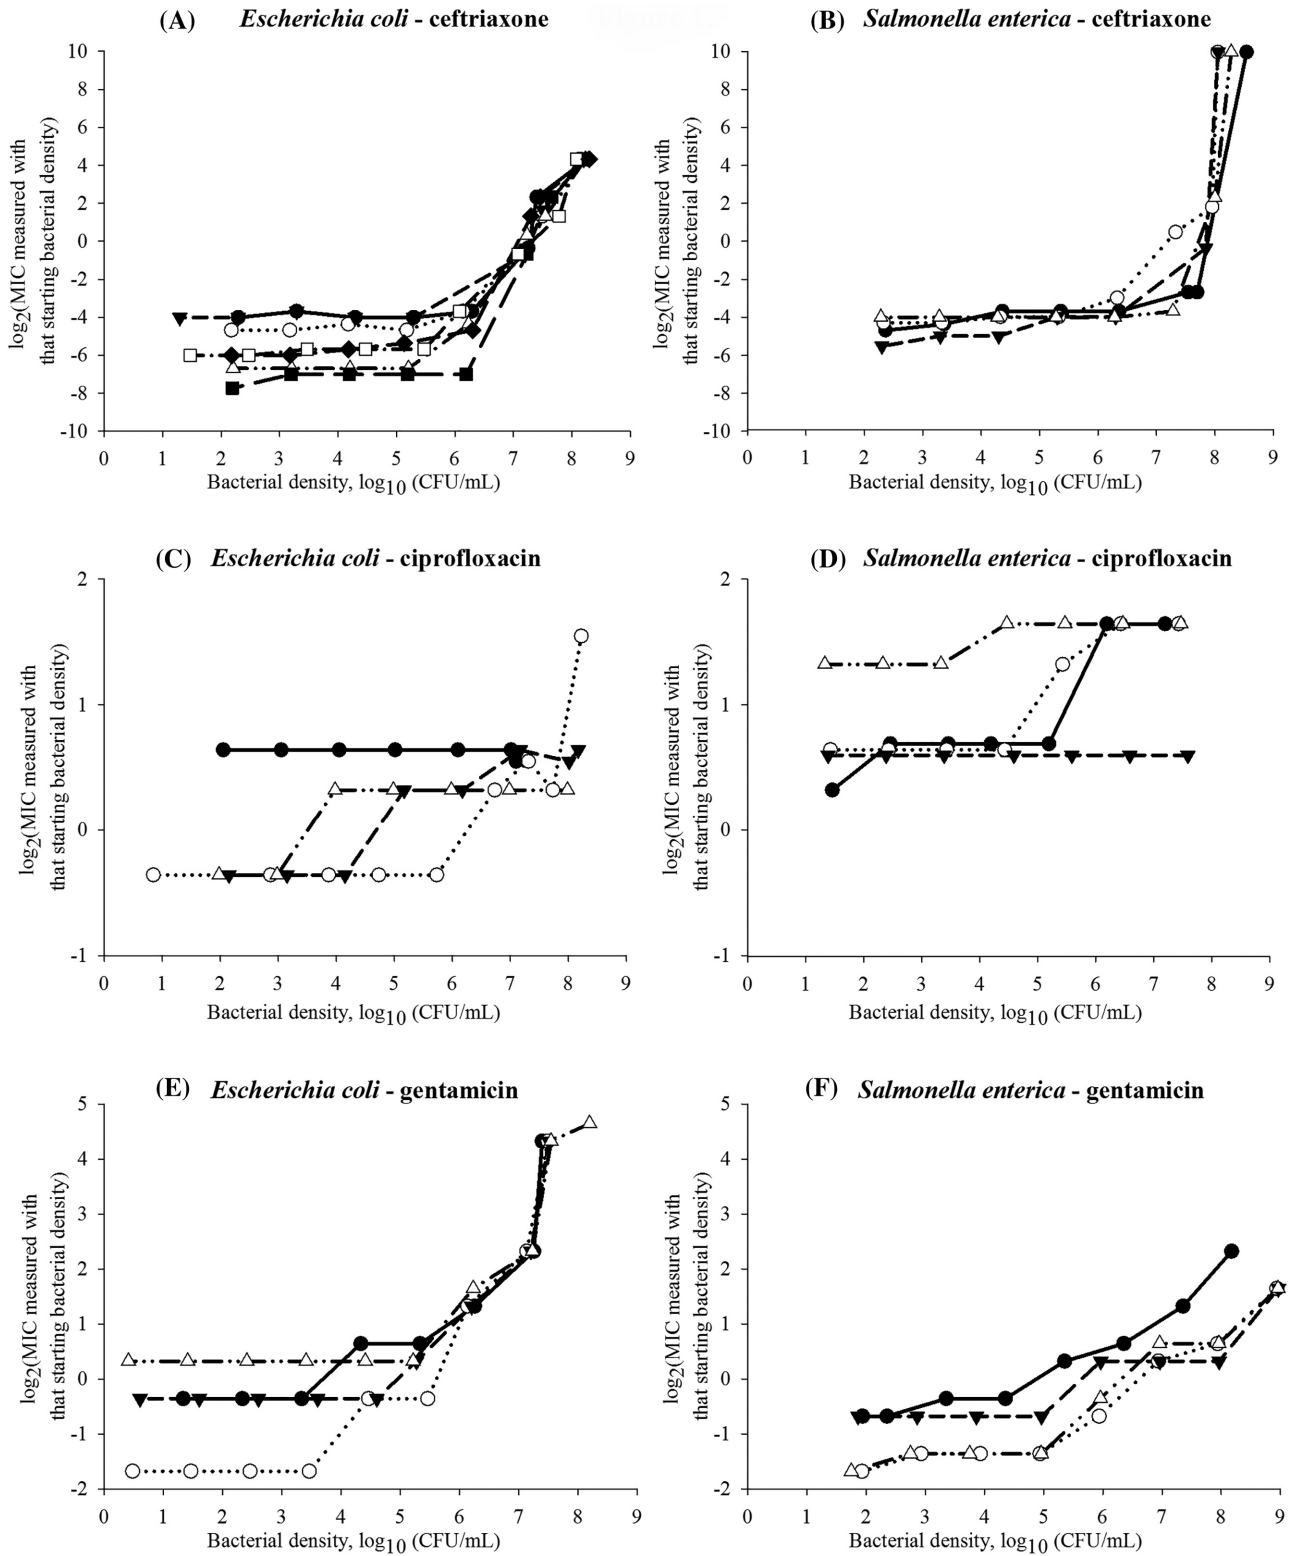 (A) Escherichia coli - ceftriaxone
log2(MIC measured with
that starting bacterial density)
10
8
6
4
2
0
-2
-4
-6
-8
-10
0 1 2 3 4 5 6 7 8 9
Bacterial density, log10 (CFU/mL)
(B) Salmonella enterica - ceftriaxone
log2(MIC measured with
that starting bacterial density)
10
8
6
4
2
0
-2
-4
-6
-8
-10
0 1 2 3 4 5 6 7 8 9
Bacterial density, log10 (CFU/mL)
(C) Escherichia coli - ciprofloxacin
log2(MIC measured with
that starting bacterial density)
2
1
0
-1
0 1 2 3 4 5 6 7 8 9
Bacterial density, log10 (CFU/mL)
(D) Salmonella enterica - ciprofloxacin
log2(MIC measured with
that starting bacterial density)
2
1
0
-1
0 1 2 3 4 5 6 7 8 9
Bacterial density, log10 (CFU/mL)
(E) Escherichia coli - gentamicin
log2(MIC measured with
that starting bacterial density)
5
4
3
2
1
0
-1
-2
0 1 2 3 4 5 6 7 8 9
Bacterial density, log10 (CFU/mL)
(F) Salmonella enterica - gentamicin
log2(MIC measured with
that starting bacterial density)
5
4
3
2
1
0
-1
-2
0 1 2 3 4 5 6 7 8 9
Bacterial density, log10 (CFU/mL)